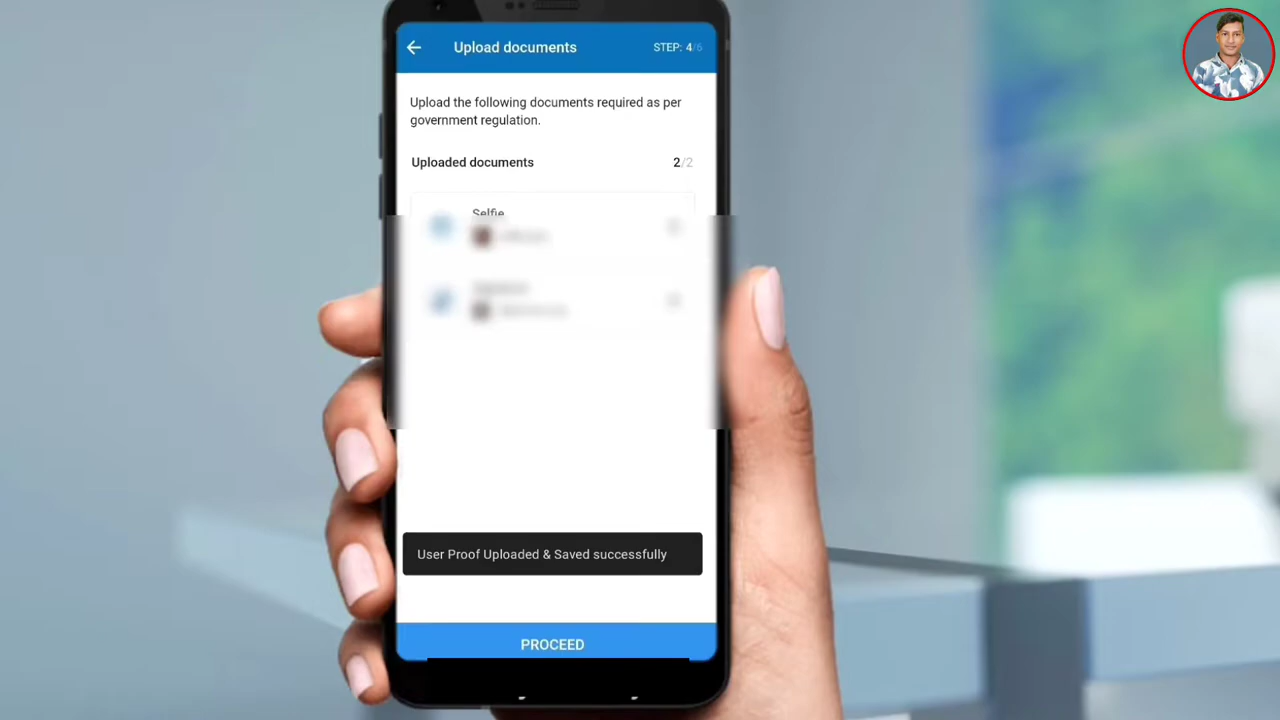 Upload documents
STEP: 4/6
Upload the following documents required as per
government regulation.
Uploaded documents
2/2
Selfie
User Proof Uploaded & Saved successfully
PROCEED